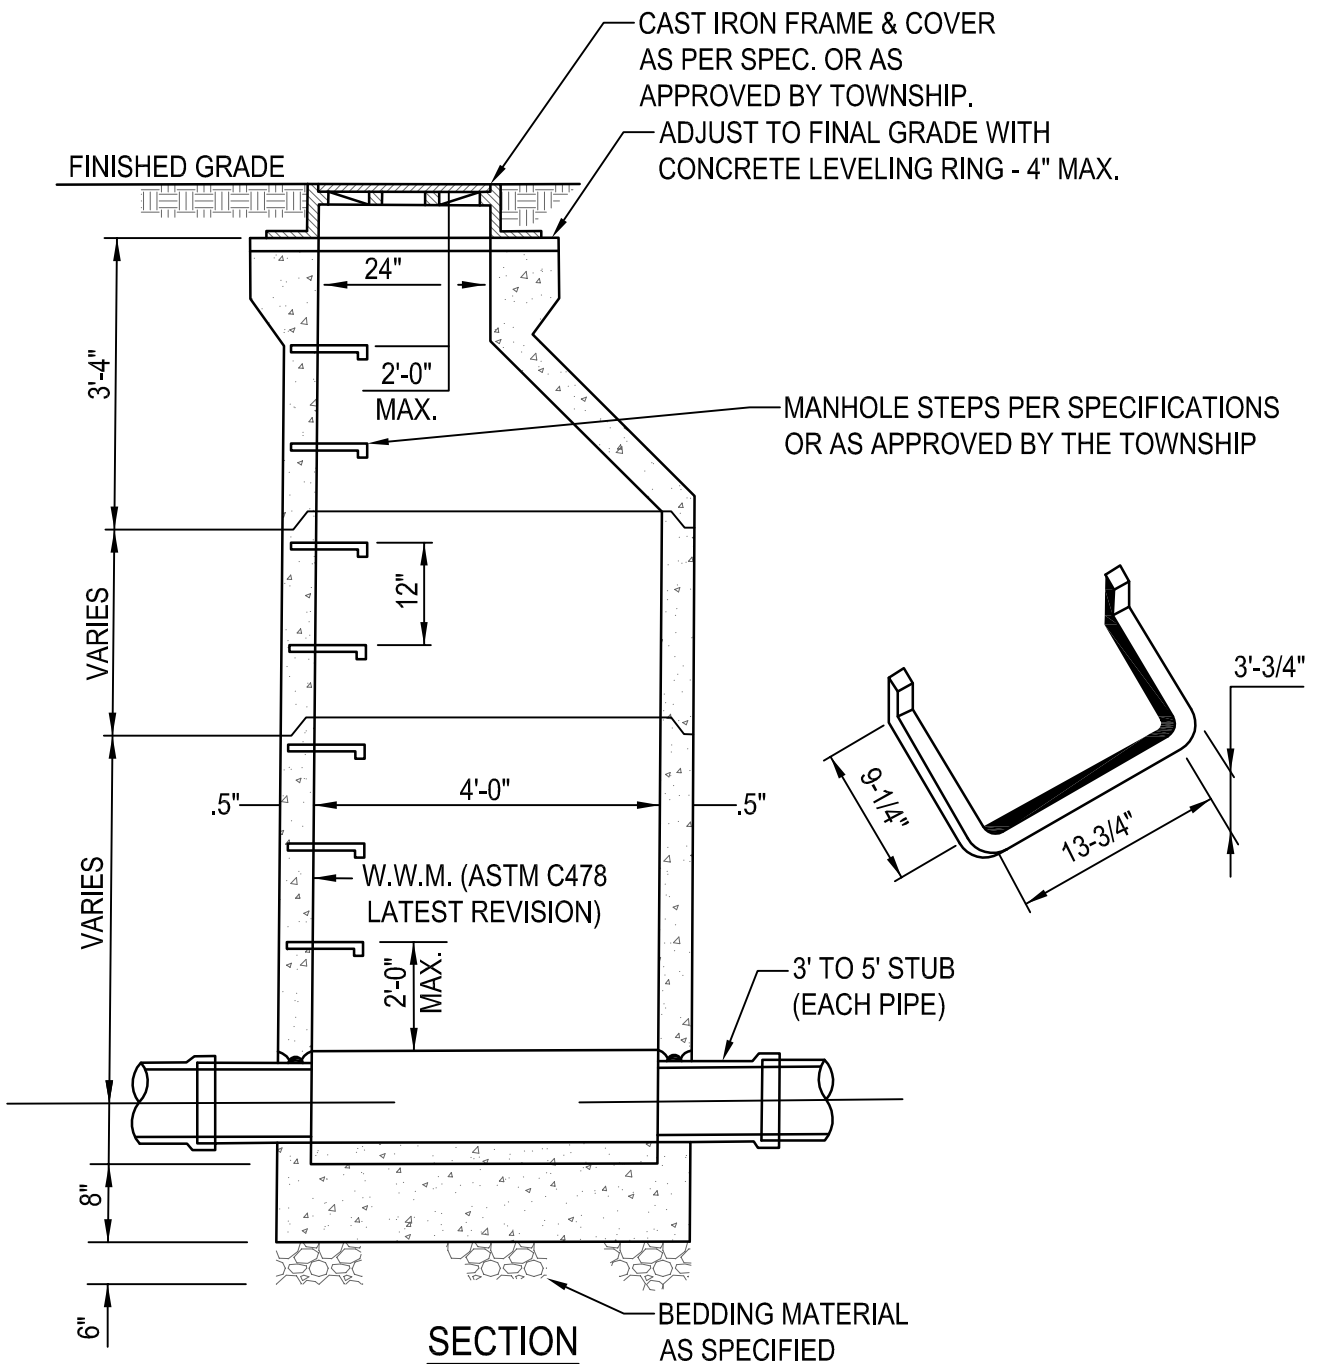 CAST IRON FRAME & COVER
AS PER SPEC. OR AS
APPROVED BY TOWNSHIP.
ADJUST TO FINAL GRADE WITH
CONCRETE LEVELING RING - 4" MAX.
FINISHED GRADE
24"
3'-4"
2'-0"
MAX.
MANHOLE STEPS PER SPECIFICATIONS
OR AS APPROVED BY THE TOWNSHIP
12"
VARIES
3'-3/4"
9-1/4"
13-3/4"
.5"
4'-0"
.5"
W.W.M. (ASTM C478
LATEST REVISION)
VARIES
2'-0"
MAX.
3' TO 5' STUB
(EACH PIPE)
8"
6"
BEDDING MATERIAL
AS SPECIFIED
SECTION